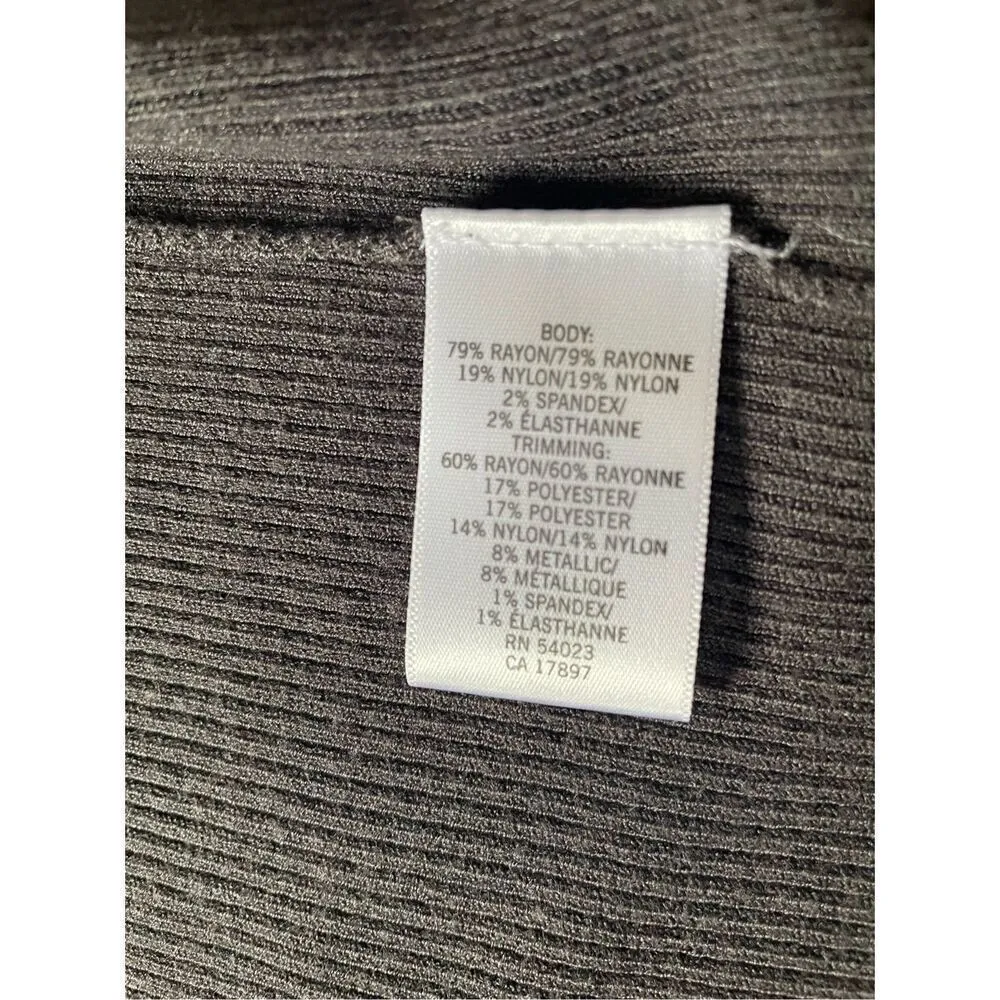 BODY:
79% RAYON/79% RAYONNE
19% NYLON/19% NYLON
2% SPANDEX/
2% ÉLASTHANNE
TRIMMING:
60% RAYON/60% RAYONNE
17% POLYESTER/
17% POLYESTER
14% NYLON/14% NYLON
8% METALLIC/
8% MÉTALLIQUE
1% SPANDEX/
1% ÉLASTHANNE
RN 54023
CA 17897